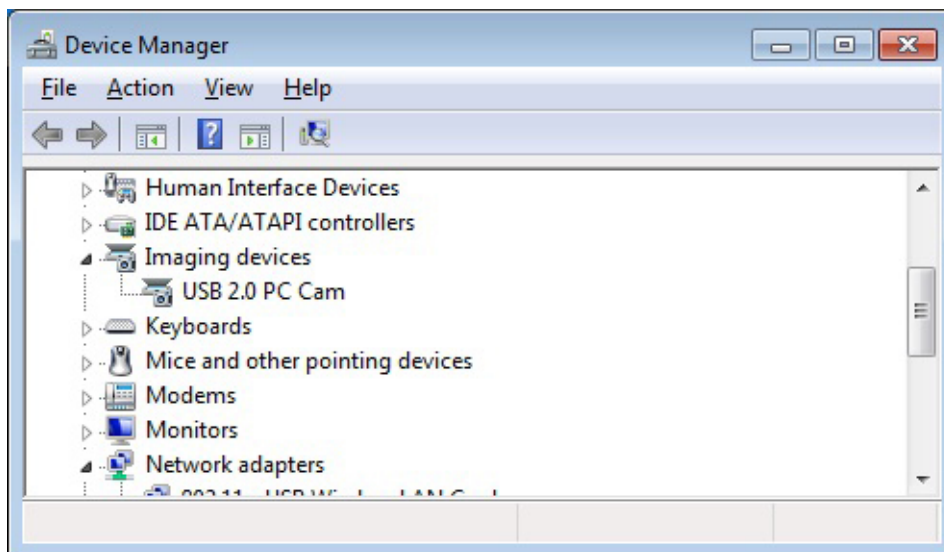 Device Manager
File Action View Help
Human Interface Devices
IDE ATA/ATAPI controllers
Imaging devices
USB 2.0 PC Cam
Keyboards
Mice and other pointing devices
Modems
Monitors
Network adapters